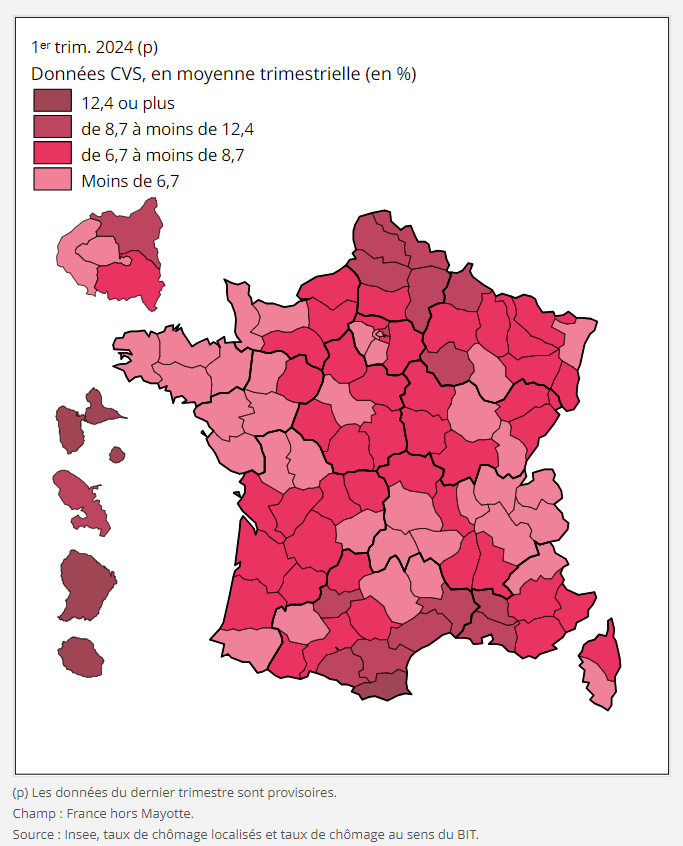 1er trim. 2024 (p)
Données CVS, en moyenne trimestrielle (en %)
12,4 ou plus
de 8,7 à moins de 12,4
de 6,7 à moins de 8,7
Moins de 6,7
(p) Les données du dernier trimestre sont provisoires.
Champ : France hors Mayotte.
Source : Insee, taux de chômage localisés et taux de chômage au sens du BIT.